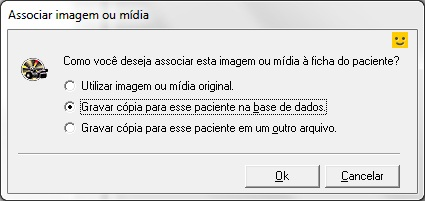 Associar imagem ou mídia
Como você deseja associar esta imagem ou mídia à ficha do paciente?
Utilizar imagem ou mídia original.
Gravar cópia para esse paciente na base de dados.
Gravar cópia para esse paciente em um outro arquivo.
Ok
Cancelar